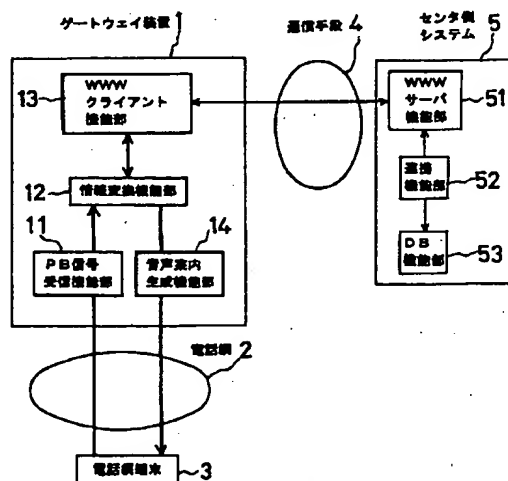 ゲートウェイ装置 1
通信手段 4
センタ側
システム 5
13
WWW
クライアント
機能部
WWW
サーバ
機能部
51
12
情報変換機能部
連携
機能部
52
11
14
PB信号
受信機能部
音声案内
生成機能部
DB
機能部
53
電話網 2
電話網端末
3